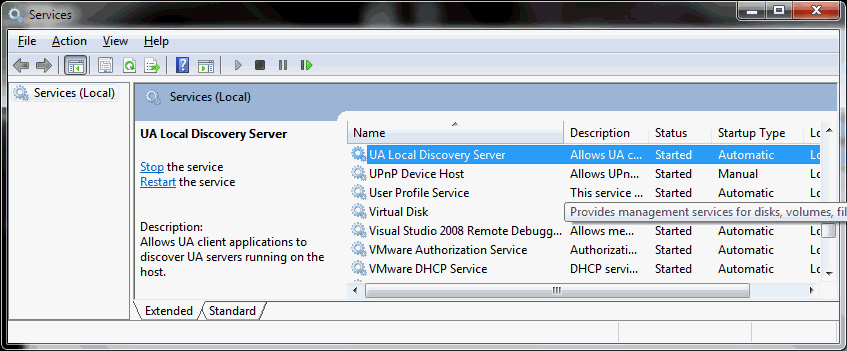 Services
File Action View Help
Services (Local)
Services (Local)
UA Local Discovery Server
Stop the service
Restart the service
Description:
Allows UA client applications to
discover UA servers running on the
host.
Name Description Status Startup Type Lo
UA Local Discovery Server Allows UA c... Started Automatic Lo
UPnP Device Host Allows UPn... Started Manual Lo
User Profile Service This service ... Started Automatic Lo
Virtual Disk Provides management services for disks, volumes, fil
Visual Studio 2008 Remote Debugg... Allows me... Started Automatic Lo
VMware Authorization Service Authorizati... Started Automatic Lo
VMware DHCP Service DHCP servi... Started Automatic Lo
Extended Standard